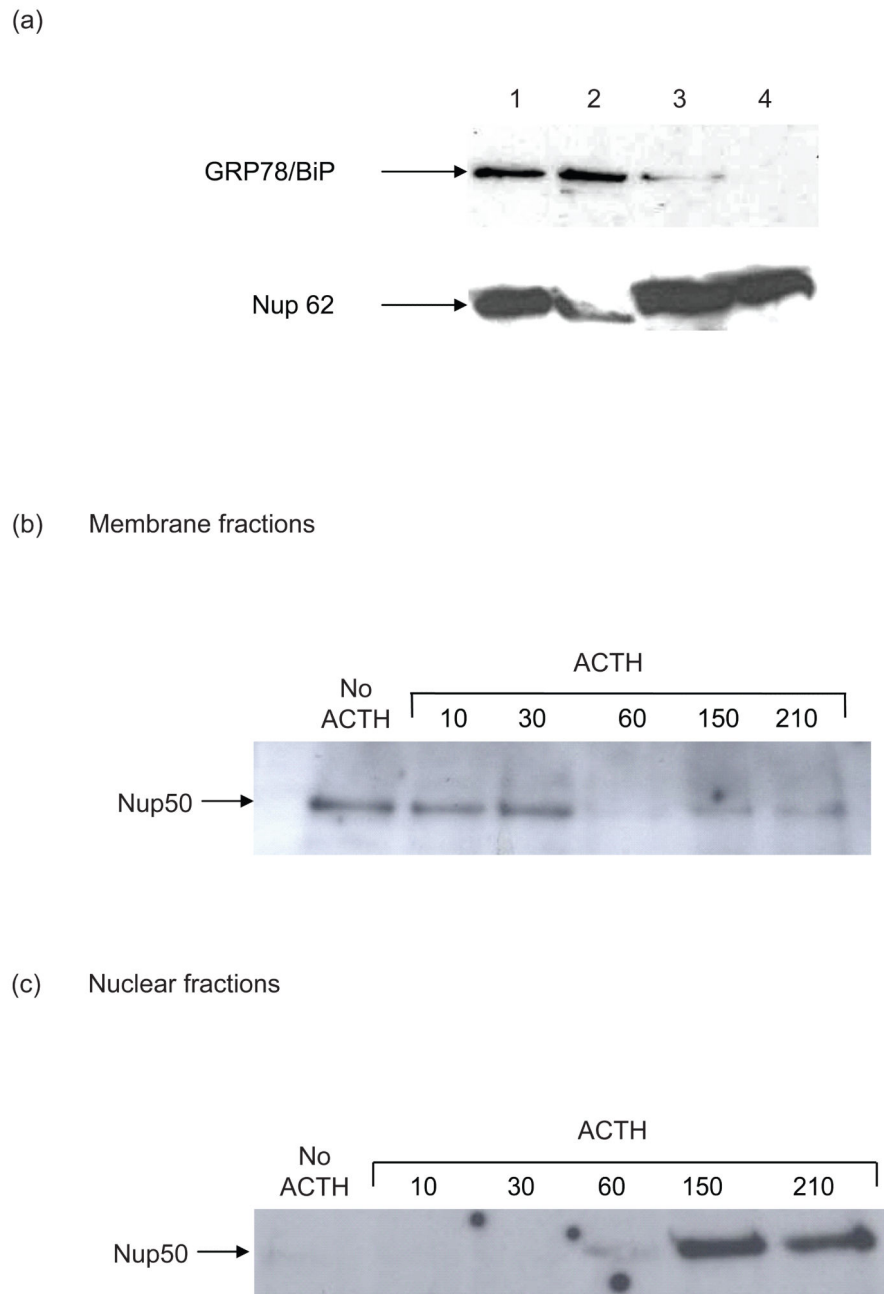 (a)
1 2 3 4
GRP78/BiP
Nup 62
(b) Membrane fractions
ACTH
No
ACTH 10 30 60 150 210
Nup50
(c) Nuclear fractions
ACTH
No
ACTH 10 30 60 150 210
Nup50